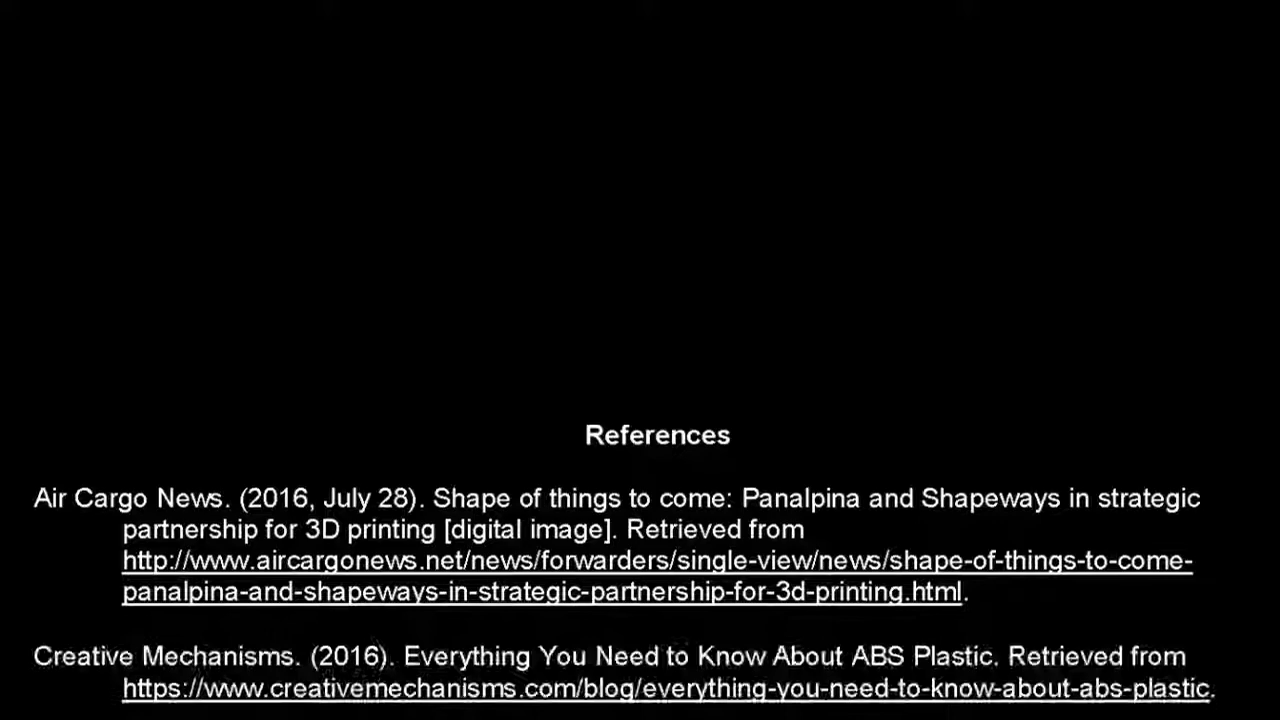 References
Air Cargo News. (2016, July 28). Shape of things to come: Panalpina and Shapeways in strategic
partnership for 3D printing [digital image]. Retrieved from
http://www.aircargonews.net/news/forwarders/single-view/news/shape-of-things-to-come-
panalpina-and-shapeways-in-strategic-partnership-for-3d-printing.html.
Creative Mechanisms. (2016). Everything You Need to Know About ABS Plastic. Retrieved from
https://www.creativemechanisms.com/blog/everything-you-need-to-know-about-abs-plastic.